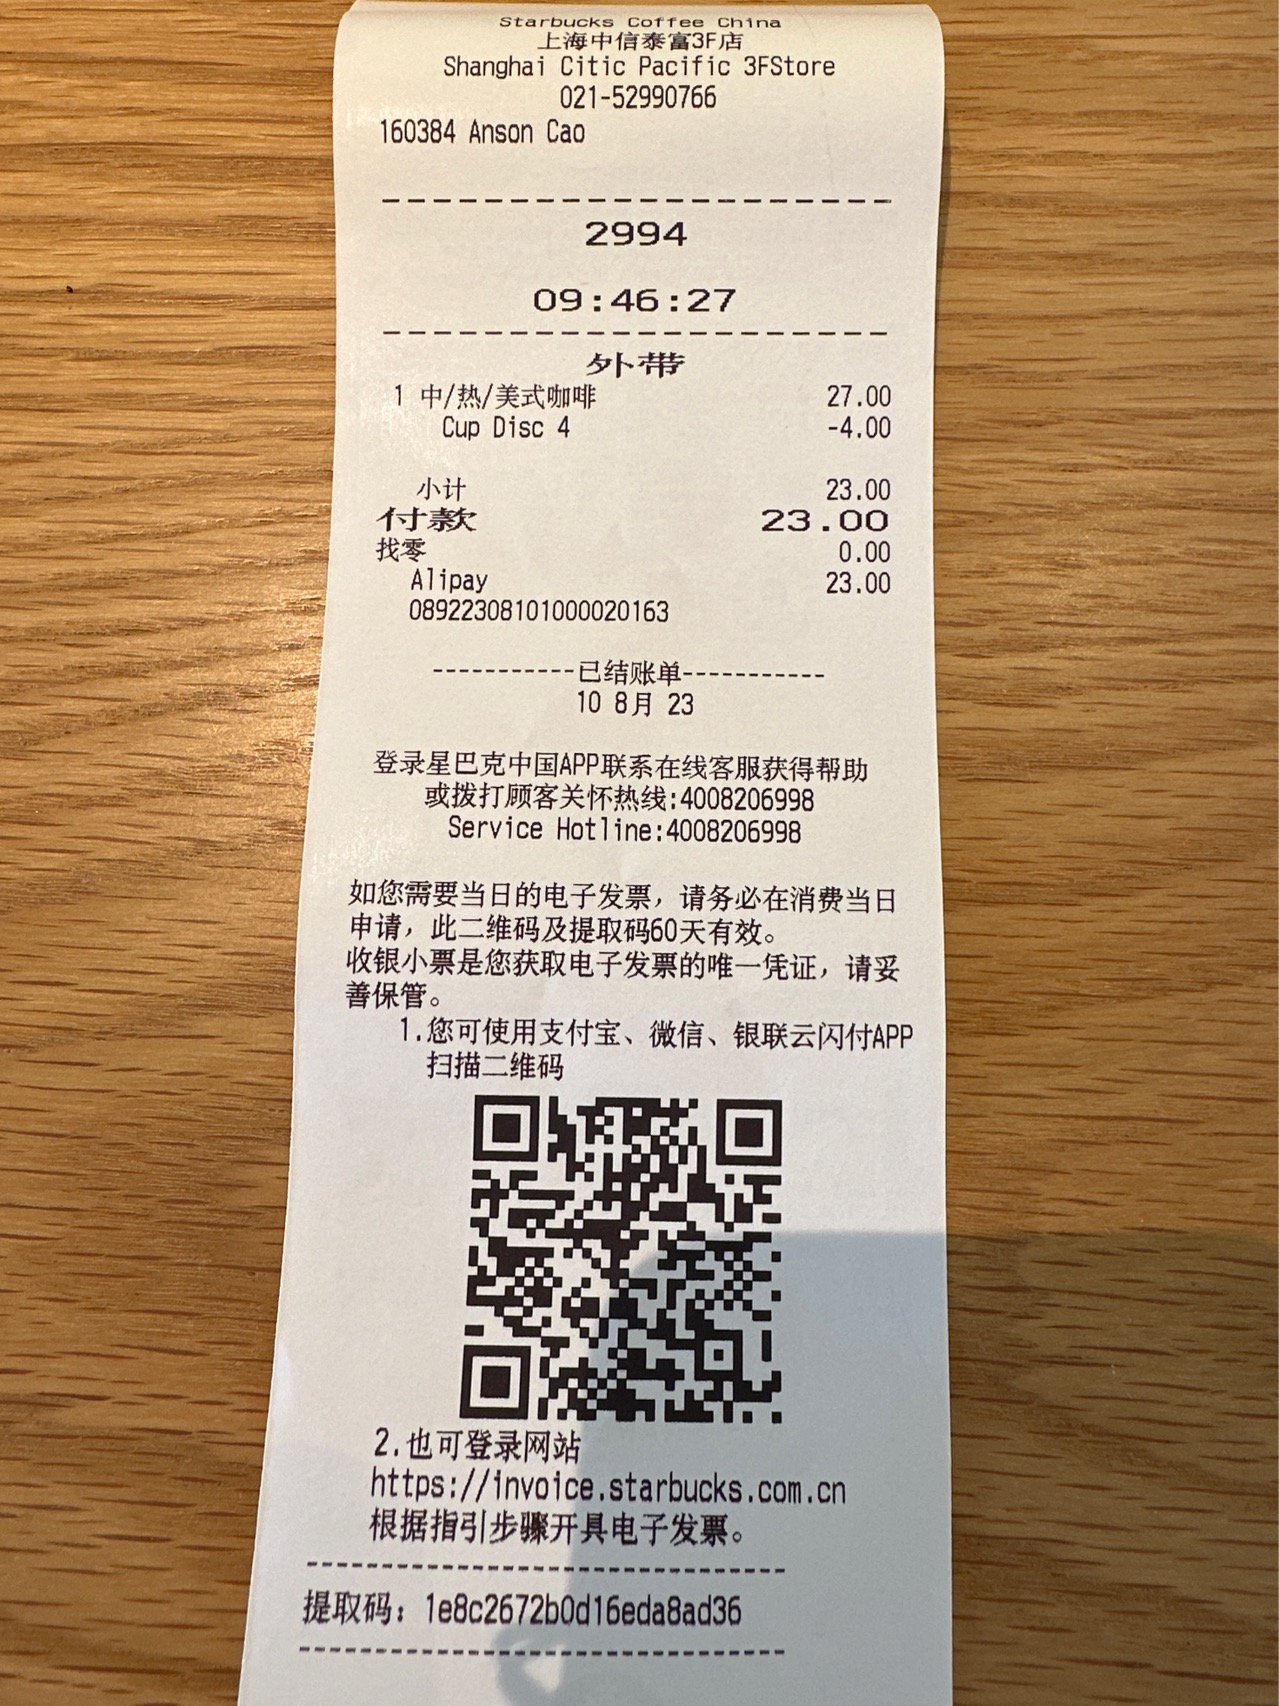 Starbucks Coffee China
上海中信泰富3F店
Shanghai Citic Pacific 3FStore
021-52990766
160384 Anson Cao
2994
09:46:27
外带
1 中/热/美式咖啡 27.00
Cup Disc 4 -4.00
小计 23.00
付款 23.00
找零 0.00
Alipay 23.00
08922308101000020163
-----------已结账单-----------
10 8月 23
登录星巴克中国APP联系在线客服获得帮助
或拨打顾客关怀热线:4008206998
Service Hotline:4008206998
如您需要当日的电子发票，请务必在消费当日
申请，此二维码及提取码60天有效。
收银小票是您获取电子发票的唯一凭证，请妥
善保管。
1.您可使用支付宝、微信、银联云闪付APP
扫描二维码
2.也可登录网站
https://invoice.starbucks.com.cn
根据指引步骤开具电子发票。
提取码：1e8c2672b0d16eda8ad36